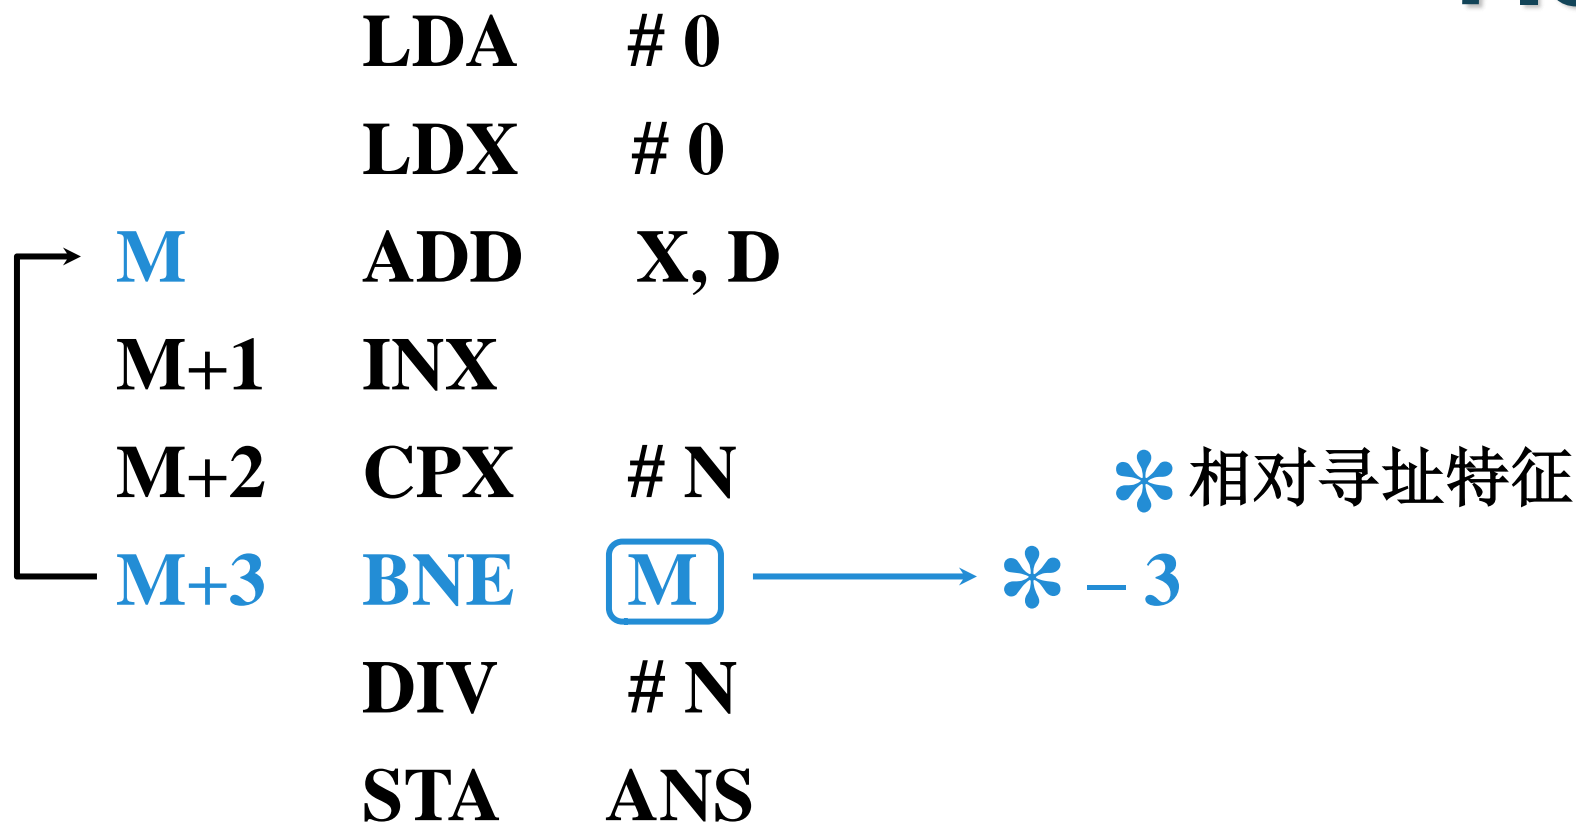 LDA # 0
LDX # 0
M ADD X, D
M+1 INX
M+2 CPX # N
✻ 相对寻址特征
M+3 BNE M ✻ – 3
DIV # N
STA ANS